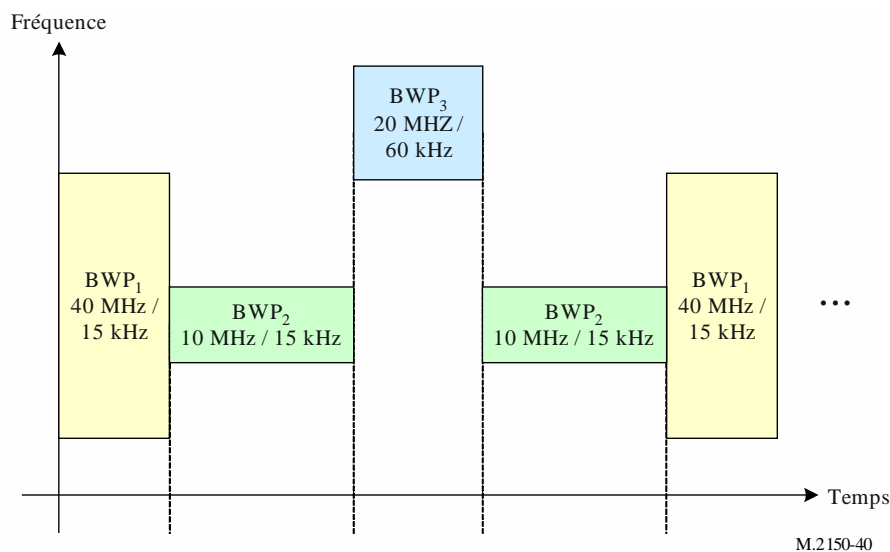 Fréquence
BWP3
20 MHZ /
60 kHz
BWP1
40 MHz /
15 kHz
BWP2
10 MHz / 15 kHz
BWP2
10 MHz / 15 kHz
BWP1
40 MHz /
15 kHz
...
Temps
M.2150-40